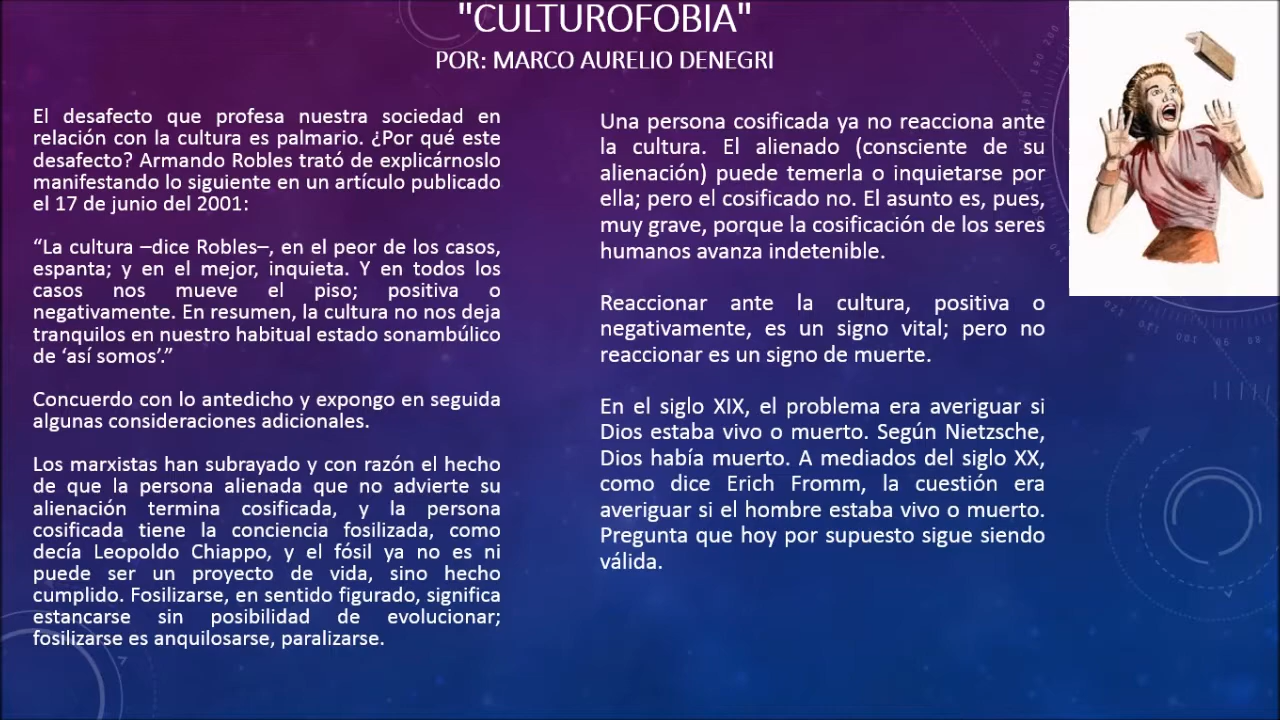 "CULTUROFOBIA"
POR: MARCO AURELIO DENEGRI
El desafecto que profesa nuestra sociedad en
relación con la cultura es palmario. ¿Por qué este
desafecto? Armando Robles trató de explicárnoslo
manifestando lo siguiente en un artículo publicado
el 17 de junio del 2001:
“La cultura –dice Robles–, en el peor de los casos,
espanta; y en el mejor, inquieta. Y en todos los
casos nos mueve el piso; positiva o
negativamente. En resumen, la cultura no nos deja
tranquilos en nuestro habitual estado sonambúlico
de ‘así somos’.”
Concuerdo con lo antedicho y expongo en seguida
algunas consideraciones adicionales.
Los marxistas han subrayado y con razón el hecho
de que la persona alienada que no advierte su
alienación termina cosificada, y la persona
cosificada tiene la conciencia fosilizada, como
decía Leopoldo Chiappo, y el fósil ya no es ni
puede ser un proyecto de vida, sino hecho
cumplido. Fosilizarse, en sentido figurado, significa
estancarse sin posibilidad de evolucionar;
fosilizarse es anquilosarse, paralizarse.
Una persona cosificada ya no reacciona ante
la cultura. El alienado (consciente de su
alienación) puede temerla o inquietarse por
ella; pero el cosificado no. El asunto es, pues,
muy grave, porque la cosificación de los seres
humanos avanza indetenible.
Reaccionar ante la cultura, positiva o
negativamente, es un signo vital; pero no
reaccionar es un signo de muerte.
En el siglo XIX, el problema era averiguar si
Dios estaba vivo o muerto. Según Nietzsche,
Dios había muerto. A mediados del siglo XX,
como dice Erich Fromm, la cuestión era
averiguar si el hombre estaba vivo o muerto.
Pregunta que hoy por supuesto sigue siendo
válida.